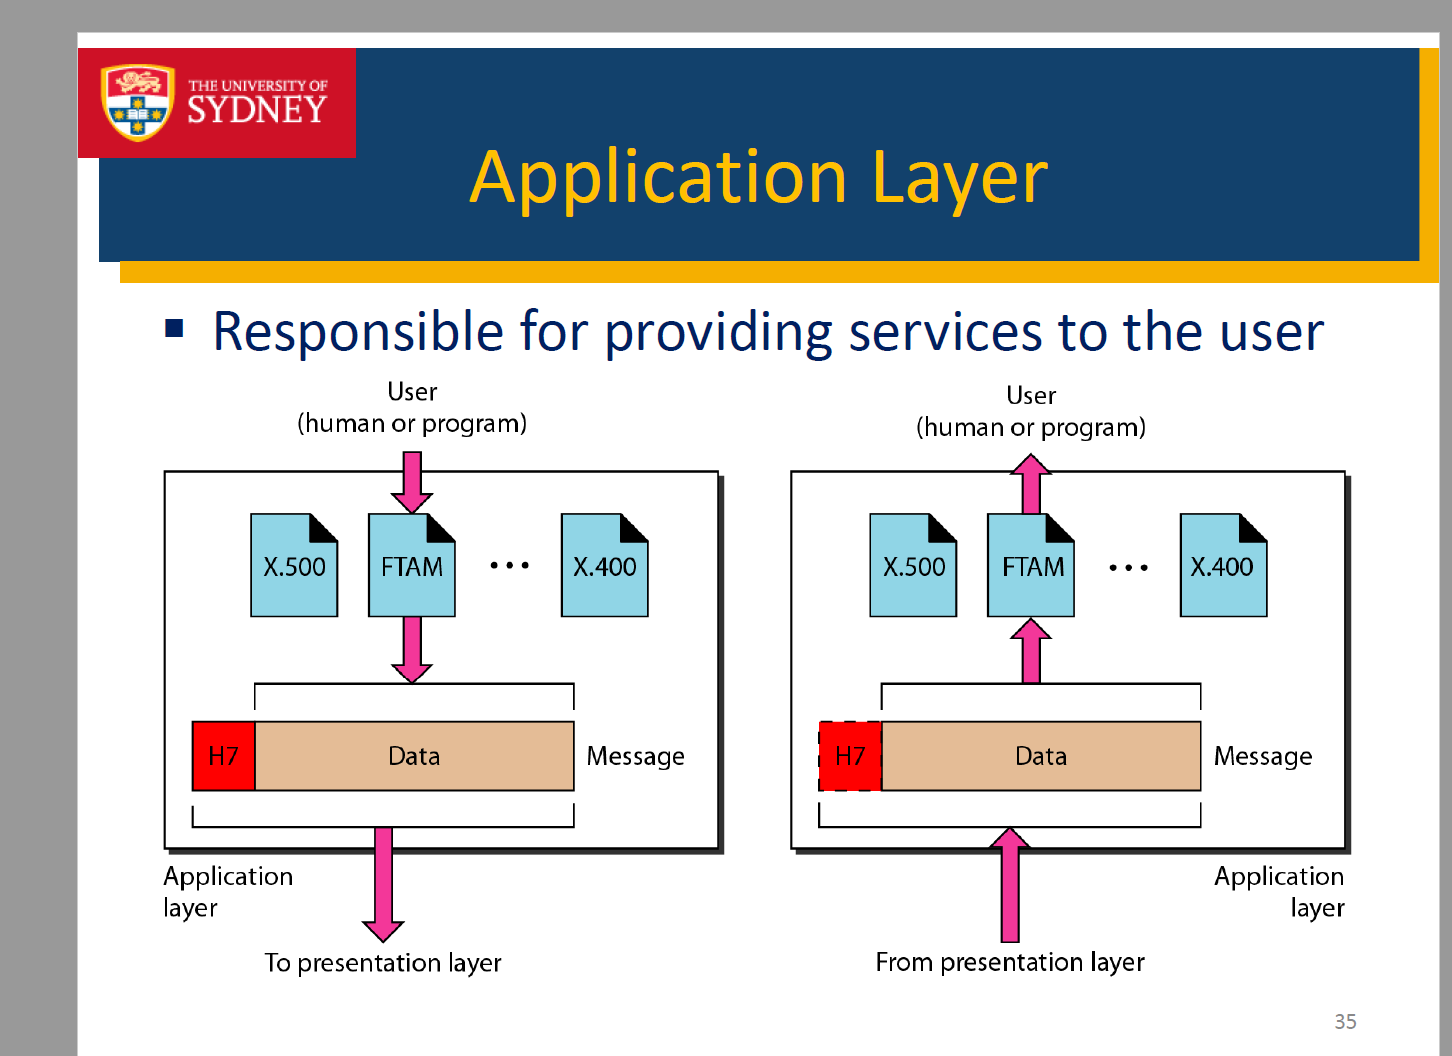 THE UNIVERSITY OF
SYDNEY
Application Layer
Responsible for providing services to the user
User
(human or program)
X.500
FTAM
...
X.400
H7
Data
Message
Application
layer
To presentation layer
User
(human or program)
X.500
FTAM
...
X.400
H7
Data
Message
Application
layer
From presentation layer
35